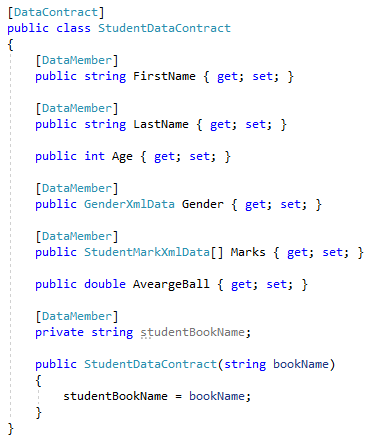 [DataContract]
public class StudentDataContract
{
[DataMember]
public string FirstName { get; set; }
[DataMember]
public string LastName { get; set; }
public int Age { get; set; }
[DataMember]
public GenderXmlData Gender { get; set; }
[DataMember]
public StudentMarkXmlData[] Marks { get; set; }
public double AveargeBall { get; set; }
[DataMember]
private string studentBookName;
public StudentDataContract(string bookName)
{
studentBookName = bookName;
}
}